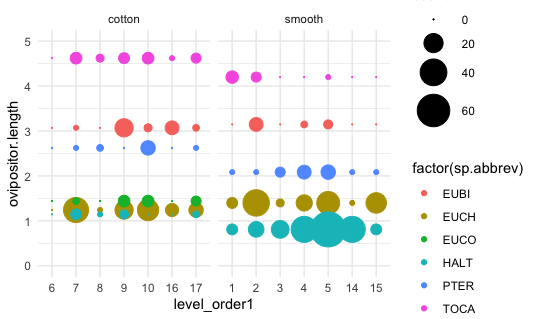 cotton
smooth
5
4
3
2
1
0
ovipositor.length
6 7 8 9 10 16 17
1 2 3 4 5 14 15
level_order1
0
20
40
60
factor(sp.abbrev)
EUBI
EUCH
EUCO
HALT
PTER
TOCA